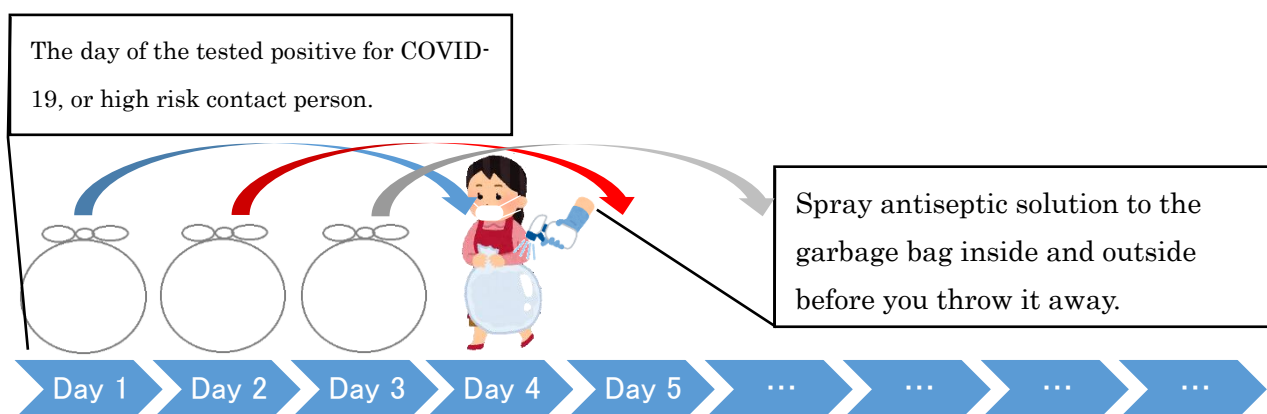 The day of the tested positive for COVID-
19, or high risk contact person.
Spray antiseptic solution to the
garbage bag inside and outside
before you throw it away.
Day 1 Day 2 Day 3 Day 4 Day 5 … … … …